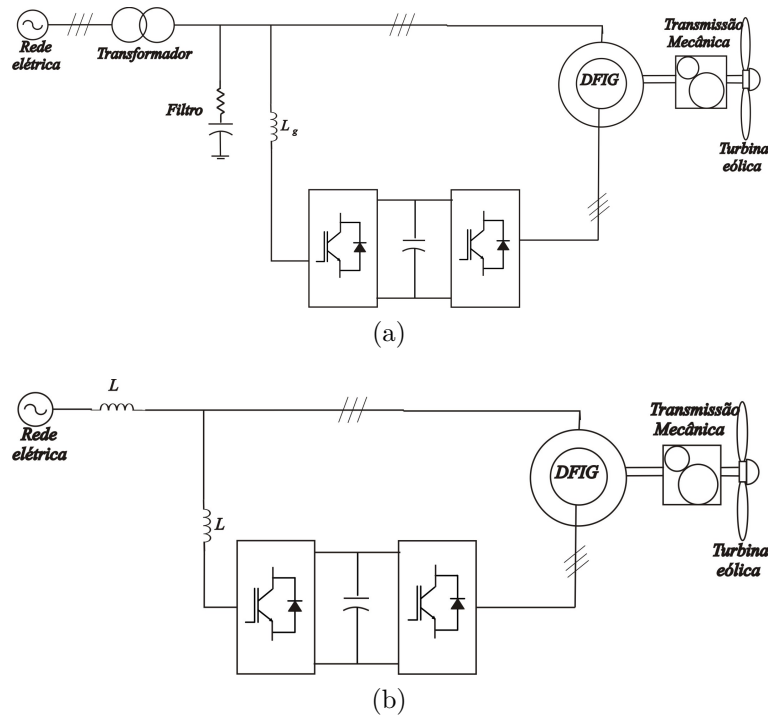 Rede
elétrica
Transformador
Filtro
L g
DFIG
Transmissão
Mecânica
Turbina
eólica
(a)
L
Rede
elétrica
L
DFIG
Transmissão
Mecânica
Turbina
eólica
(b)